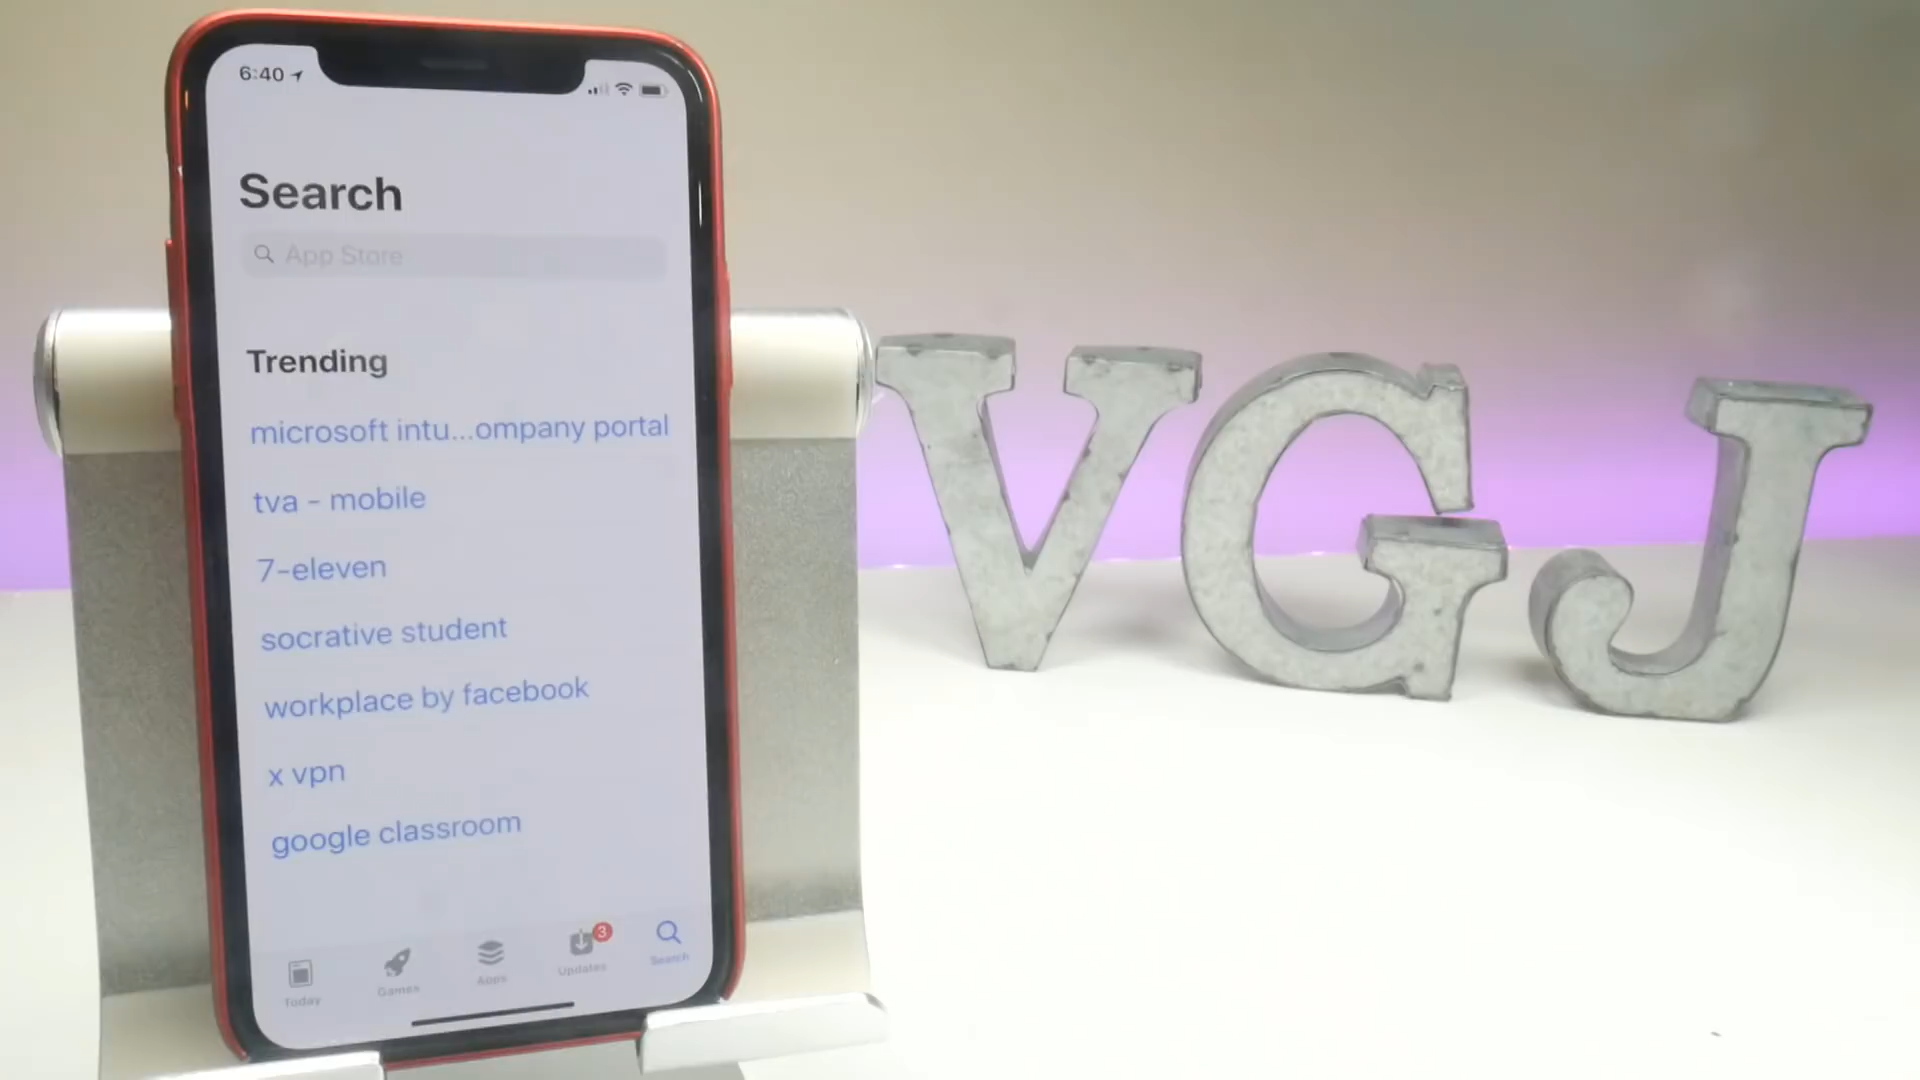 6:40
Search
App Store
Trending
microsoft intu...ompany portal
tva - mobile
7-eleven
socrative student
workplace by facebook
x vpn
google classroom
Today
Games
Apps
3
Updates
Search
VGJ